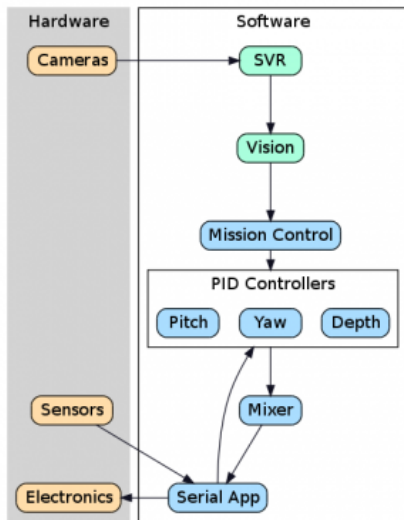 Hardware
Software
Cameras
SVR
Vision
Mission Control
PID Controllers
Pitch
Yaw
Depth
Sensors
Mixer
Electronics
Serial App